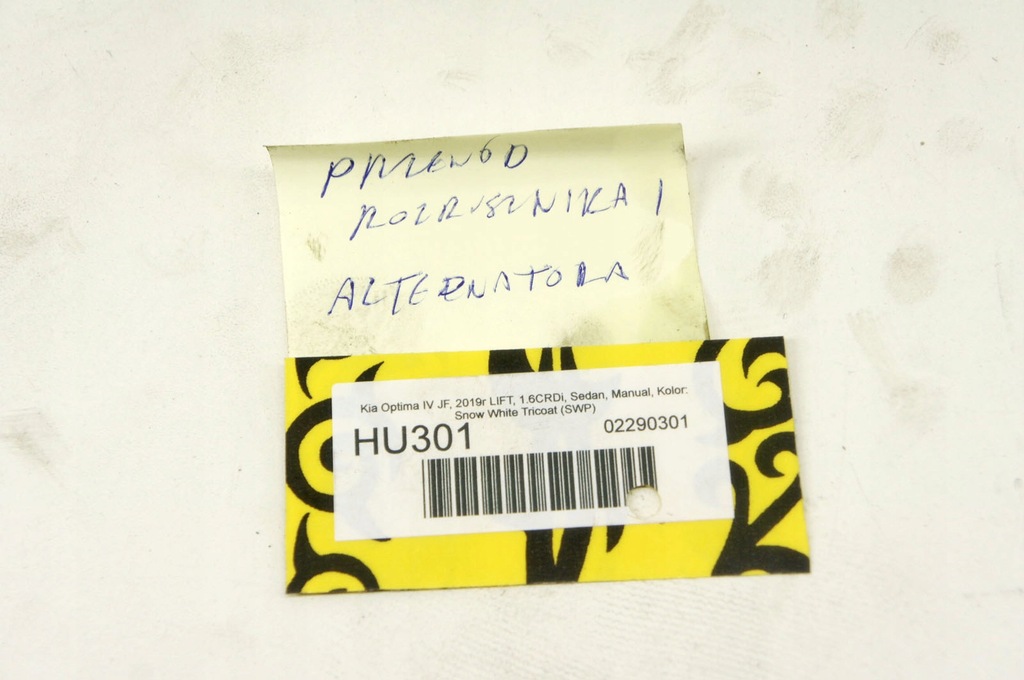 PRZEWÓD
ROZRUSZNIKA I
ALTERNATORA
Kia Optima IV JF, 2019r LIFT, 1.6CRDi, Sedan, Manual, Kolor:
Snow White Tricoat (SWP)
HU301 02290301